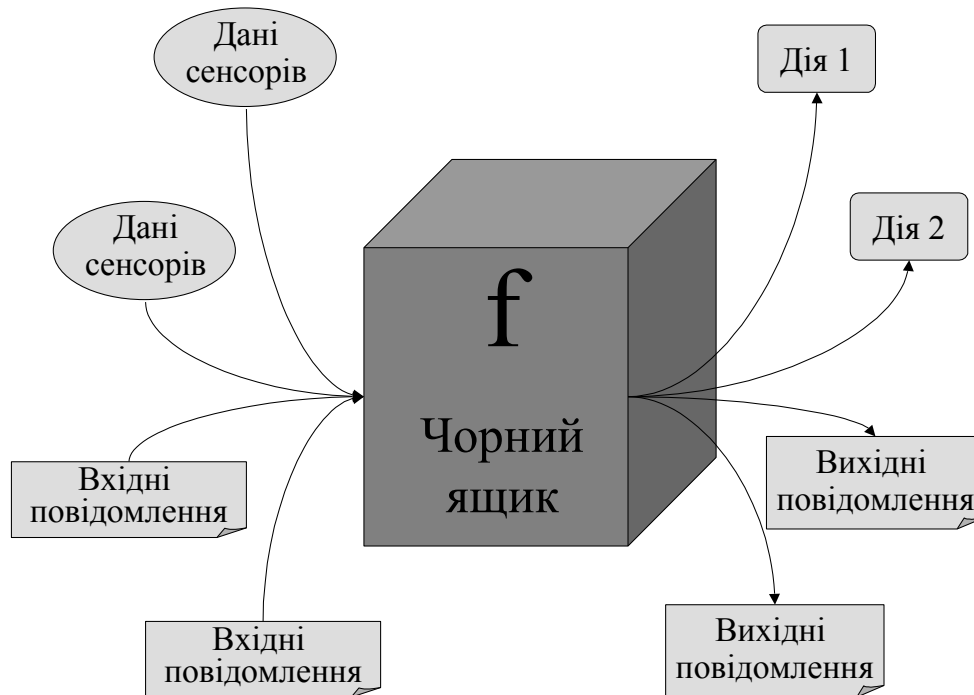 Дані
сенсорів
Дія 1
Дані
сенсорів
Дія 2
f
Чорний
ящик
Вхідні
повідомлення
Вихідні
повідомлення
Вхідні
повідомлення
Вихідні
повідомлення